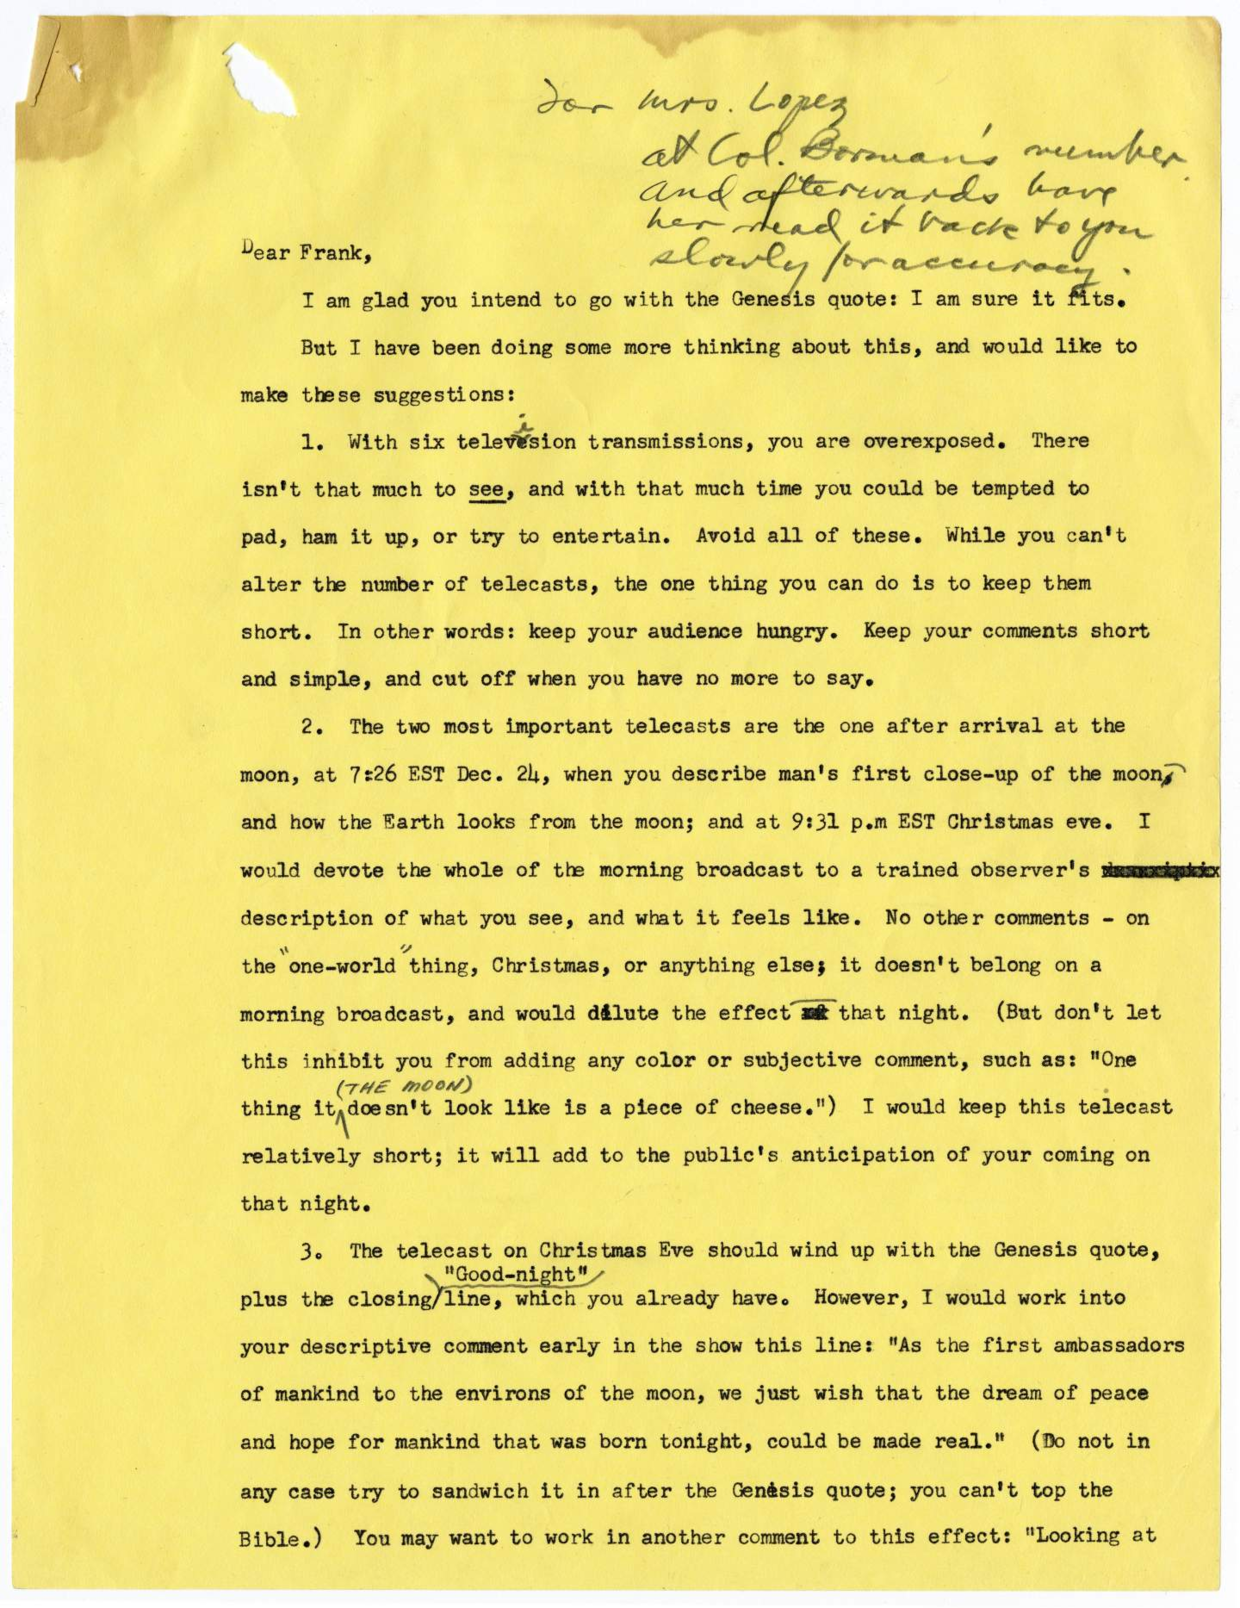 For Mrs. Lopez
at Col. Borman's number
and afterwards have
her read it back to you
slowly for accuracy.
Dear Frank,
I am glad you intend to go with the Genesis quote: I am sure it fits.
But I have been doing some more thinking about this, and would like to
make these suggestions:
1. With six television transmissions, you are overexposed. There
isn't that much to see, and with that much time you could be tempted to
pad, ham it up, or try to entertain. Avoid all of these. While you can't
alter the number of telecasts, the one thing you can do is to keep them
short. In other words: keep your audience hungry. Keep your comments short
and simple, and cut off when you have no more to say.
2. The two most important telecasts are the one after arrival at the
moon, at 7:26 EST Dec. 24, when you describe man's first close-up of the moon,
and how the Earth looks from the moon; and at 9:31 p.m EST Christmas eve. I
would devote the whole of the morning broadcast to a trained observer's
description of what you see, and what it feels like. No other comments - on
the "one-world" thing, Christmas, or anything else; it doesn't belong on a
morning broadcast, and would dilute the effect that night. (But don't let
this inhibit you from adding any color or subjective comment, such as: "One
(THE MOON)
thing it doesn't look like is a piece of cheese.") I would keep this telecast
relatively short; it will add to the public's anticipation of your coming on
that night.
3. The telecast on Christmas Eve should wind up with the Genesis quote,
"Good-night"
plus the closing/line, which you already have. However, I would work into
your descriptive comment early in the show this line: "As the first ambassadors
of mankind to the environs of the moon, we just wish that the dream of peace
and hope for mankind that was born tonight, could be made real." (Do not in
any case try to sandwich it in after the Genesis quote; you can't top the
Bible.) You may want to work in another comment to this effect: "Looking at